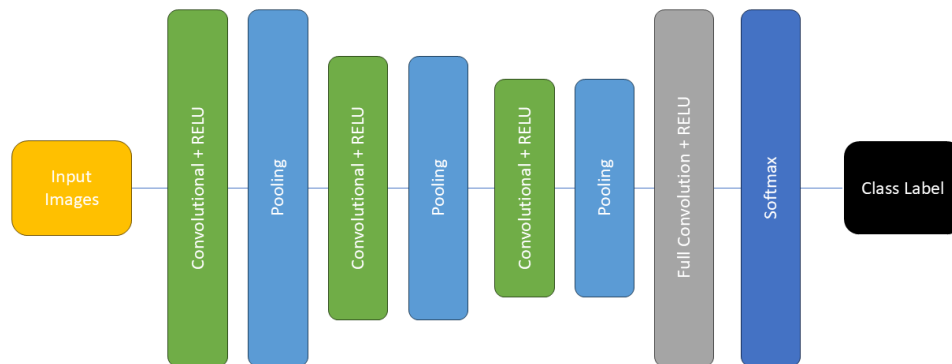 Input
Images
Convolutional + RELU
Pooling
Convolutional + RELU
Pooling
Convolutional + RELU
Pooling
Full Convolution + RELU
Softmax
Class Label